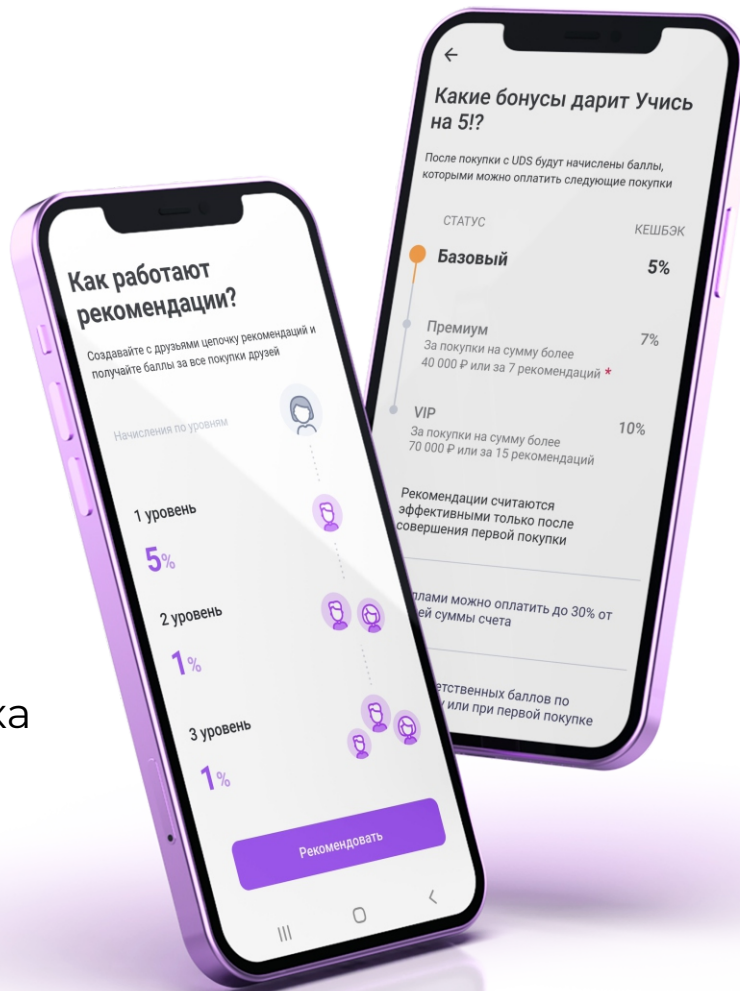 Как работают
рекомендации?
Создавайте с друзьями цепочку рекомендаций и
получайте баллы за все покупки друзей
Начисления по уровням
1 уровень
5%
2 уровень
1%
3 уровень
1%
Рекомендовать
Какие бонусы дарит Учись
на 5!?
После покупки с UDS будут начислены баллы,
которыми можно оплатить следующие покупки
СТАТУС
КЕШБЭК
Базовый
5%
Премиум
7%
За покупки на сумму более
40 000 ₽ или за 7 рекомендаций *
VIP
10%
За покупки на сумму более
70 000 ₽ или за 15 рекомендаций
Рекомендации считаются
эффективными только после
совершения первой покупки
можно оплатить до 30% от
суммы счета
баллов по
или при первой покупке